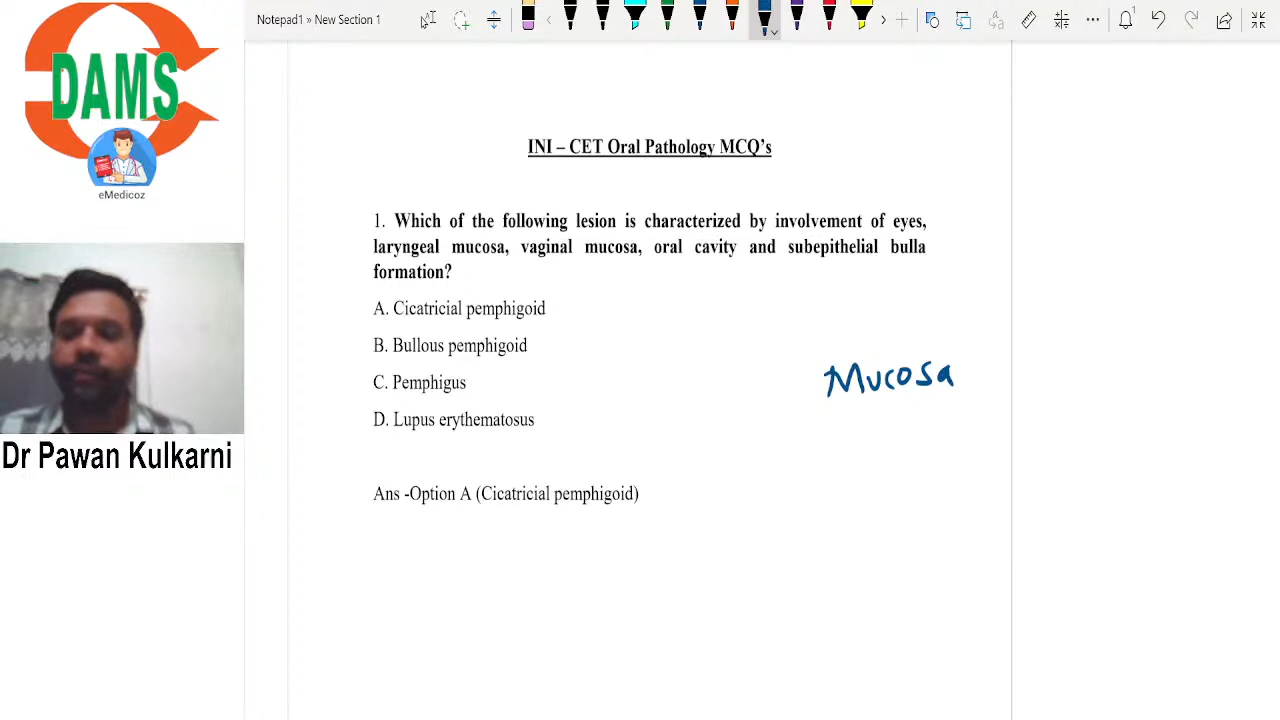 Notepad1 » New Section 1
DAMS
eMedicoz
INI – CET Oral Pathology MCQ's
1. Which of the following lesion is characterized by involvement of eyes,
laryngeal mucosa, vaginal mucosa, oral cavity and subepithelial bulla
formation?
A. Cicatricial pemphigoid
B. Bullous pemphigoid
C. Pemphigus
D. Lupus erythematosus
Mucosa
Ans -Option A (Cicatricial pemphigoid)
Dr Pawan Kulkarni